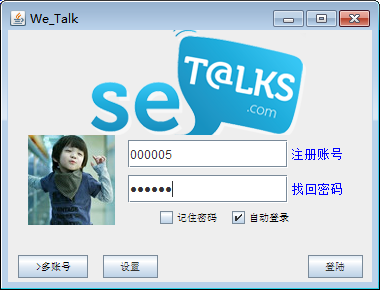 We_Talk
se T@LKS
.com
000005 注册账号
●●●●●● 找回密码
记住密码 自动登录
>多账号 设置 登陆